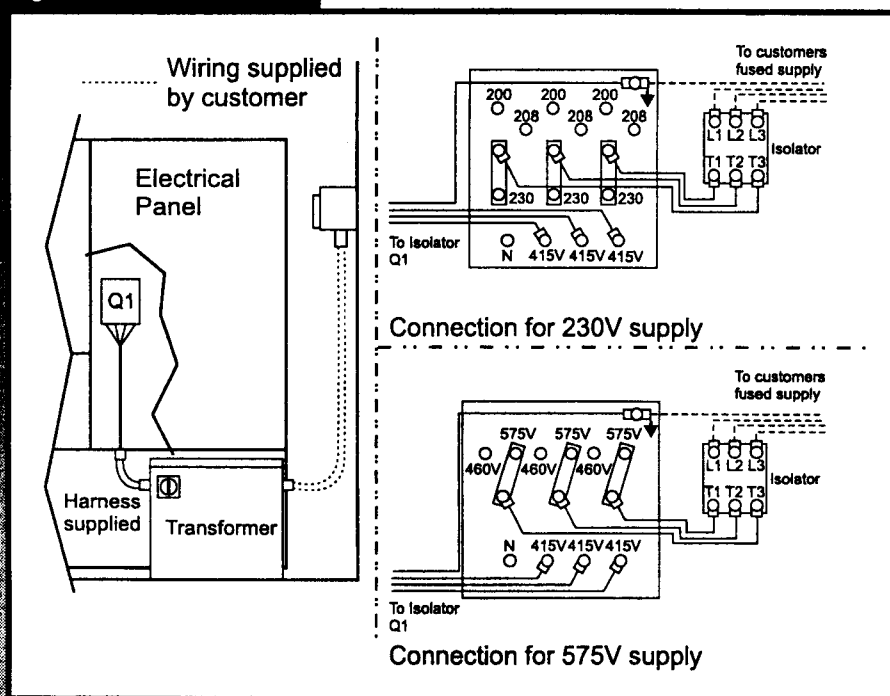 Wiring supplied
by customer
Electrical
Panel
Q1
Harness
supplied
Transformer
To customers
fused supply
200 200 200
208 208 208
L1 L2 L3
Isolator
T1 T2 T3
230 230 230
To Isolator
Q1
N 415V 415V 415V
Connection for 230V supply
To customers
fused supply
575V 575V 575V
460V 460V 460V
L1 L2 L3
Isolator
T1 T2 T3
N 415V 415V 415V
To Isolator
Q1
Connection for 575V supply